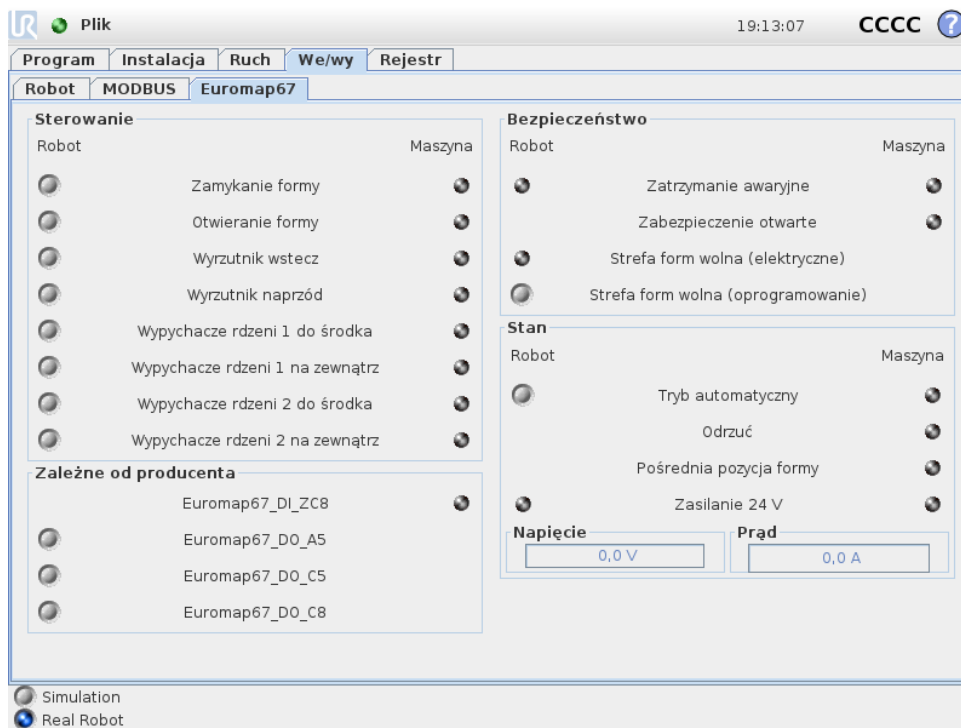 UR Plik 19:13:07 CCCC ?
Program Instalacja Ruch We/wy Rejestr
Robot MODBUS Euromap67
Sterowanie
Robot Maszyna
Zamykanie formy
Otwieranie formy
Wyrzutnik wstecz
Wyrzutnik naprzód
Wypychacze rdzeni 1 do środka
Wypychacze rdzeni 1 na zewnątrz
Wypychacze rdzeni 2 do środka
Wypychacze rdzeni 2 na zewnątrz
Zależne od producenta
Euromap67_DI_ZC8
Euromap67_DO_A5
Euromap67_DO_C5
Euromap67_DO_C8
Bezpieczeństwo
Robot Maszyna
Zatrzymanie awaryjne
Zabezpieczenie otwarte
Strefa form wolna (elektryczne)
Strefa form wolna (oprogramowanie)
Stan
Robot Maszyna
Tryb automatyczny
Odrzuć
Pośrednia pozycja formy
Zasilanie 24 V
Napięcie Prąd
0,0 V 0,0 A
Simulation
Real Robot